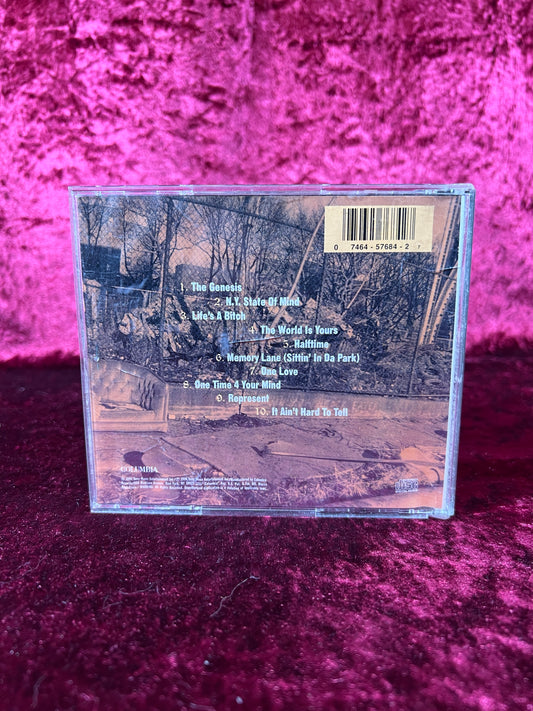 0 7464-57684-2 7
1. The Genesis
2. N.Y. State Of Mind
3. Life's A Bitch
4. The World Is Yours
5. Halftime
6. Memory Lane (Sittin' In Da Park)
7. One Love
8. One Time 4 Your Mind
9. Represent
10. It Ain't Hard To Tell
COLUMBIA